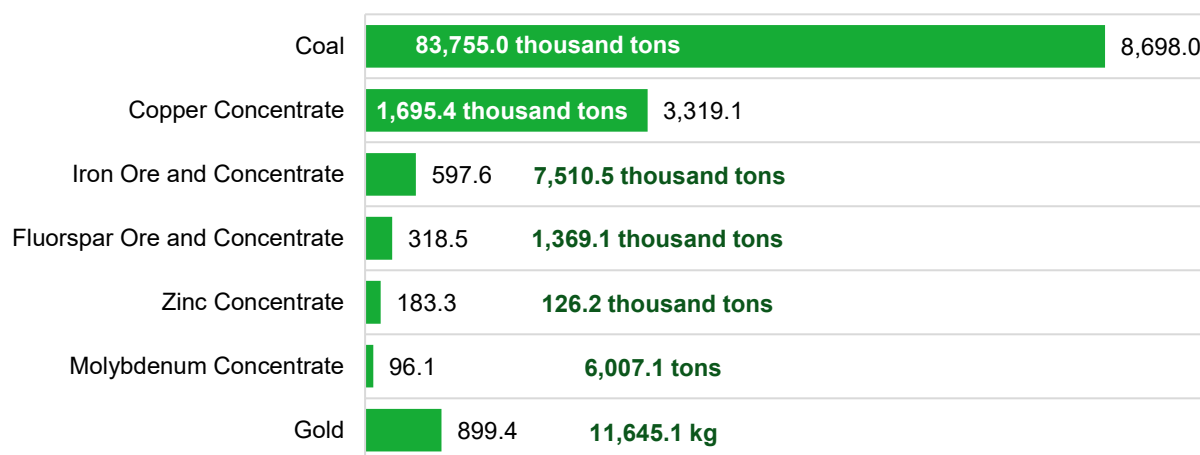 Coal 83,755.0 thousand tons 8,698.0
Copper Concentrate 1,695.4 thousand tons 3,319.1
Iron Ore and Concentrate 597.6 7,510.5 thousand tons
Fluorspar Ore and Concentrate 318.5 1,369.1 thousand tons
Zinc Concentrate 183.3 126.2 thousand tons
Molybdenum Concentrate 96.1 6,007.1 tons
Gold 899.4 11,645.1 kg